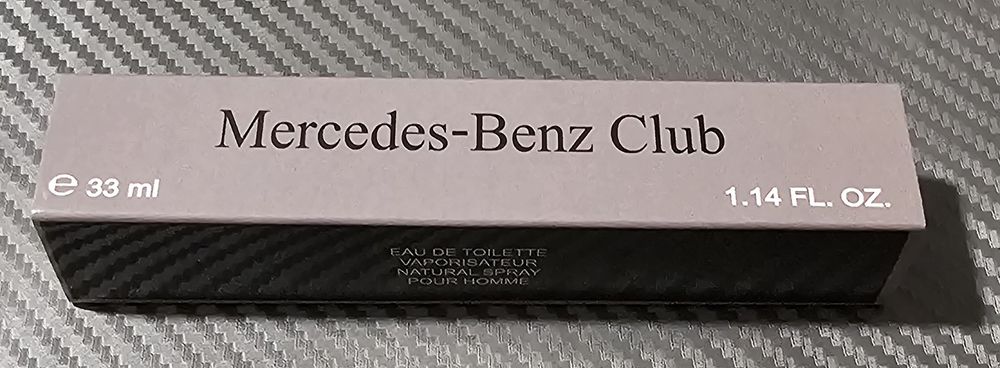 Mercedes-Benz Club
℮ 33 ml
1.14 FL. OZ.
EAU DE TOILETTE
VAPORISATEUR
NATURAL SPRAY
POUR HOMME